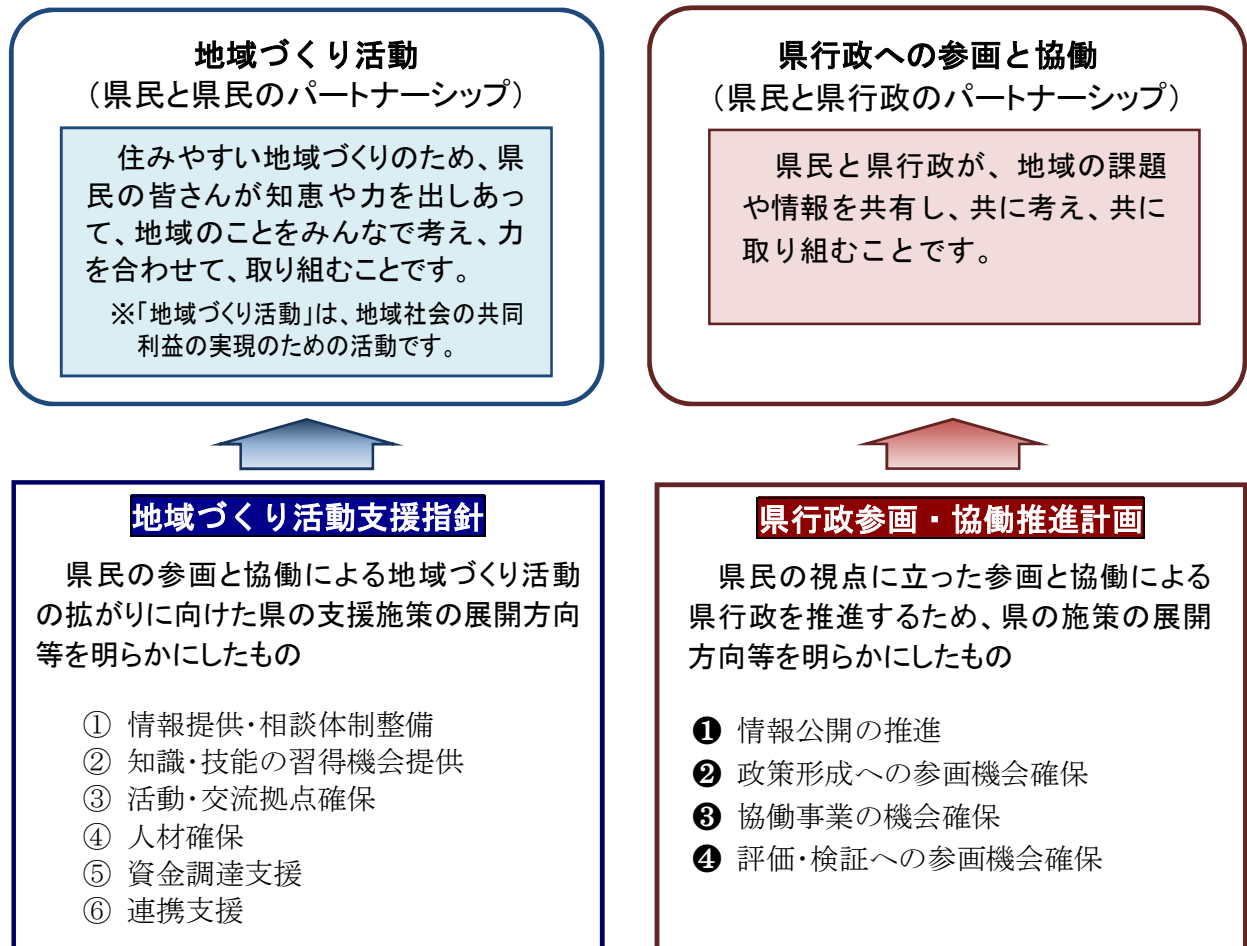 地域づくり活動
（県民と県民のパートナーシップ）
住みやすい地域づくりのため、県
民の皆さんが知恵や力を出しあっ
て、地域のことをみんなで考え、力
を合わせて、取り組むことです。
※「地域づくり活動」は、地域社会の共同
利益の実現のための活動です。
県行政への参画と協働
（県民と県行政のパートナーシップ）
県民と県行政が、地域の課題
や情報を共有し、共に考え、共に
取り組むことです。
地域づくり活動支援指針
県民の参画と協働による地域づくり活動
の拡がりに向けた県の支援施策の展開方向
等を明らかにしたもの
① 情報提供・相談体制整備
② 知識・技能の習得機会提供
③ 活動・交流拠点確保
④ 人材確保
⑤ 資金調達支援
⑥ 連携支援
県行政参画・協働推進計画
県民の視点に立った参画と協働による
県行政を推進するため、県の施策の展開
方向等を明らかにしたもの
❶ 情報公開の推進
❷ 政策形成への参画機会確保
❸ 協働事業の機会確保
❹ 評価・検証への参画機会確保